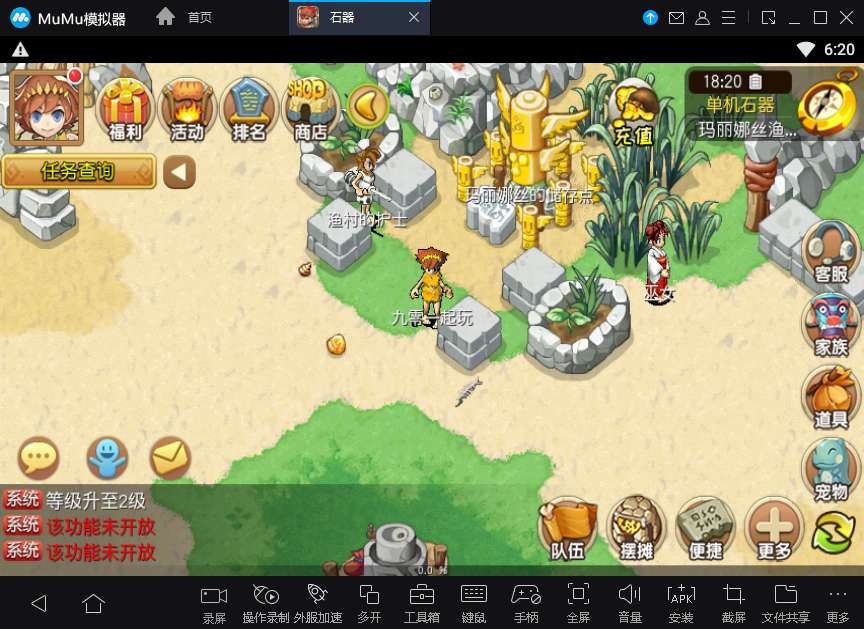 MuMu模拟器
首页
石器
6:20
福利
活动
排名
SHOP
商店
充值
18:20
单机石器
玛丽娜丝渔...
任务查询
玛丽娜丝的储存点
渔村的护士
巫女
九零一起玩
客服
家族
道具
宠物
系统 等级升至2级
系统 该功能未开放
系统 该功能未开放
队伍
摆摊
便捷
更多
0.0 %
录屏
操作录制
外服加速
多开
工具箱
键鼠
手柄
全屏
音量
APK
安装
截屏
文件共享
更多